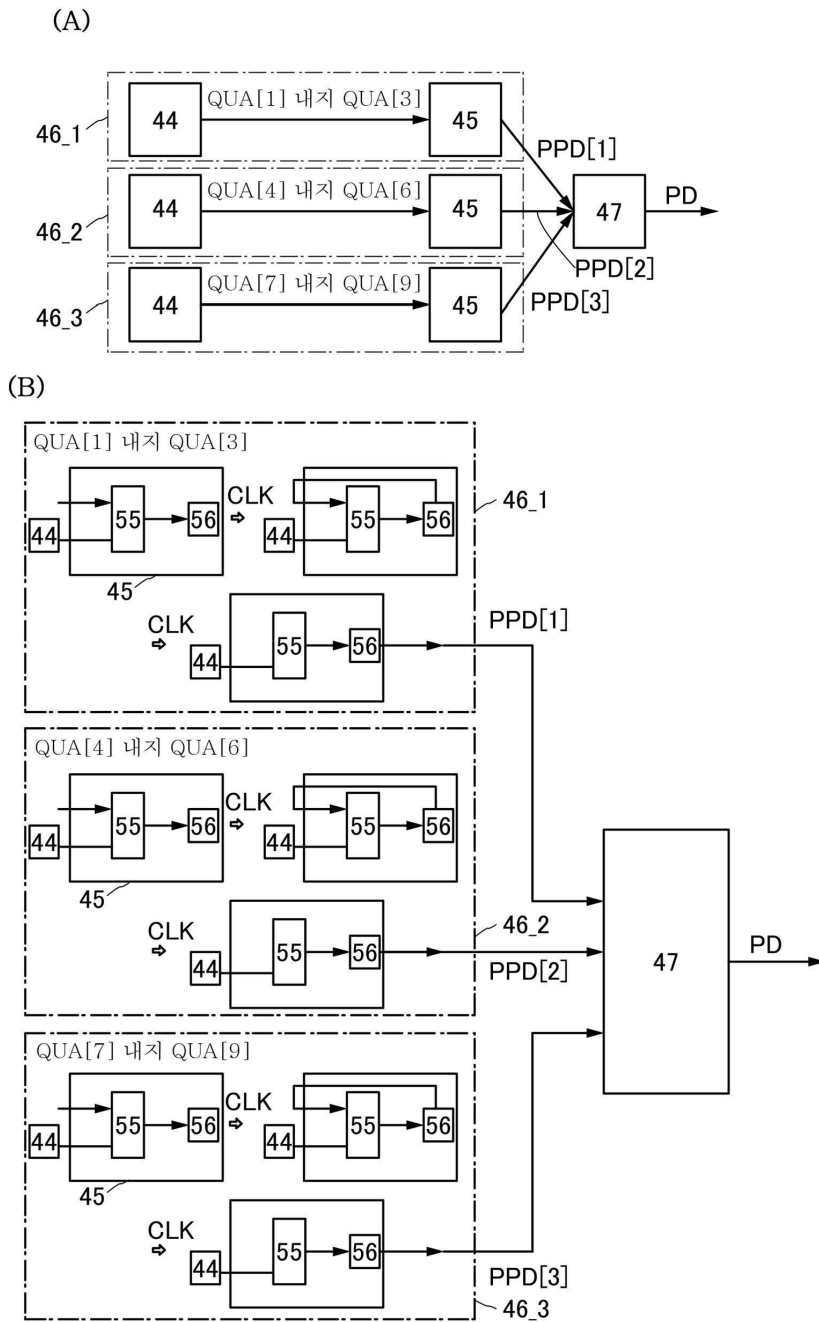 (A)
44
QUA[1] 내지 QUA[3]
45
46_1
PPD[1]
44
QUA[4] 내지 QUA[6]
45
47
PD
46_2
PPD[2]
44
QUA[7] 내지 QUA[9]
45
PPD[3]
46_3
(B)
QUA[1] 내지 QUA[3]
44
55
56
CLK
44
55
56
46_1
45
CLK
44
55
56
PPD[1]
QUA[4] 내지 QUA[6]
44
55
56
CLK
44
55
56
45
CLK
44
55
56
46_2
PPD[2]
47
PD
QUA[7] 내지 QUA[9]
44
55
56
CLK
44
55
56
45
CLK
44
55
56
PPD[3]
46_3